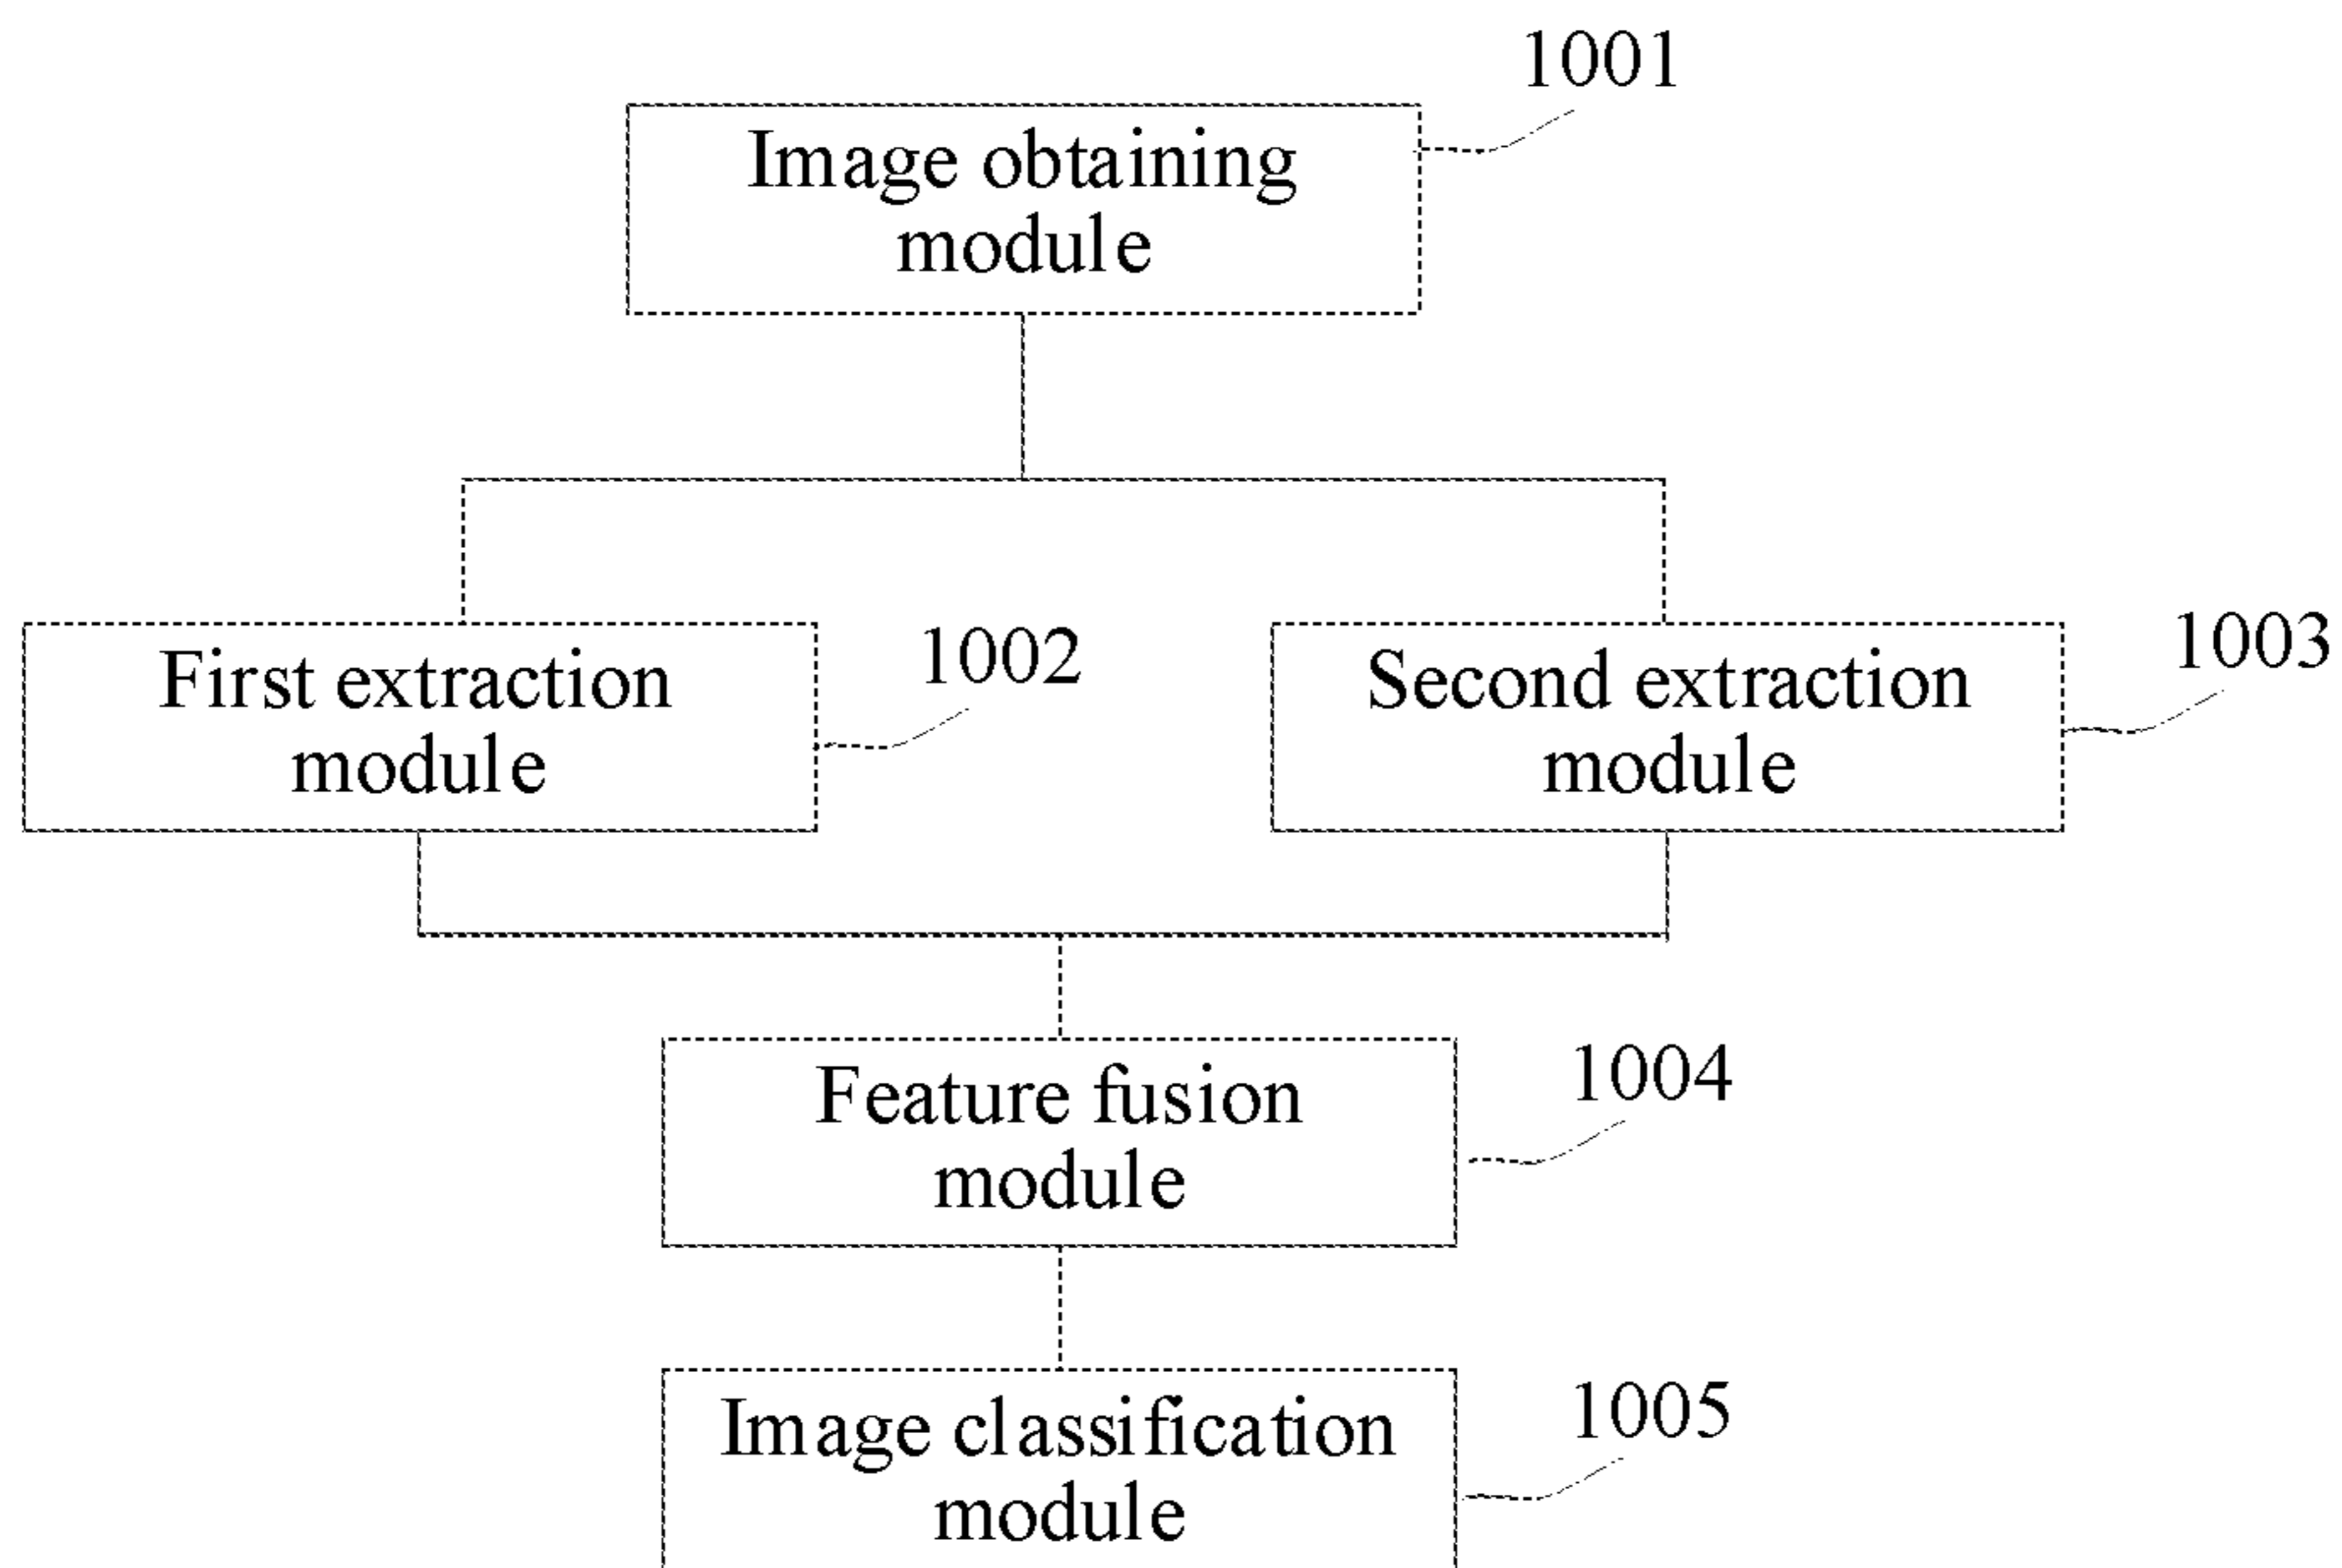 1001
Image obtaining
module
First extraction
module
1002
Second extraction
module
1003
Feature fusion
module
1004
Image classification
module
1005